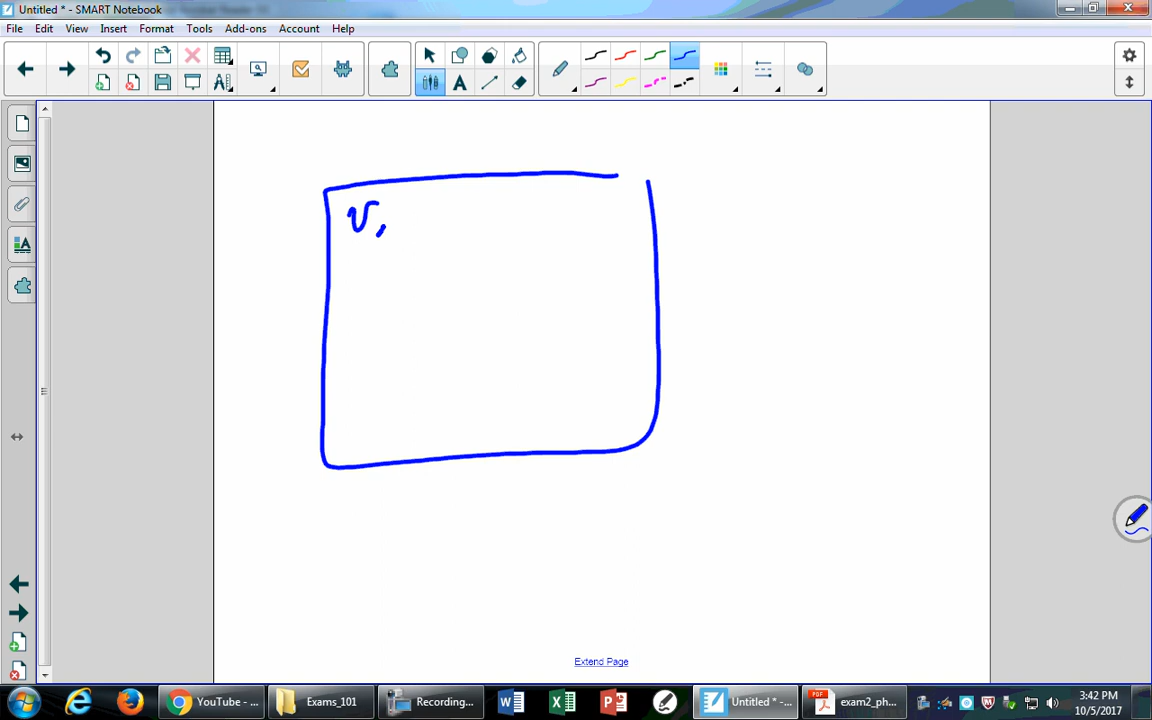 Untitled * - SMART Notebook
File Edit View Insert Format Tools Add-ons Account Help
v,
Extend Page
YouTube - ...
Exams_101
Recording...
Untitled * -...
exam2_ph...
3:42 PM
10/5/2017